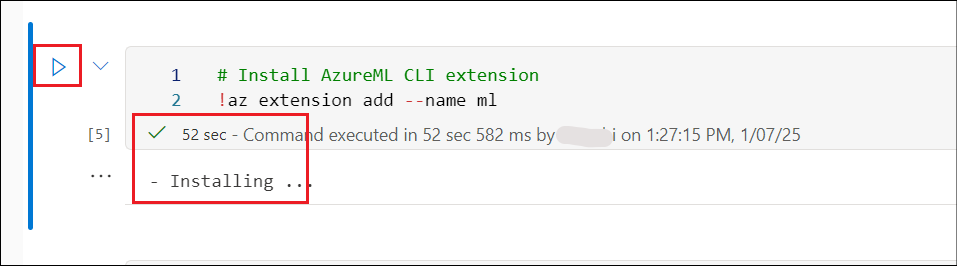 1 # Install AzureML CLI extension
2 !az extension add --name ml
[5] 52 sec - Command executed in 52 sec 582 ms by i on 1:27:15 PM, 1/07/25
- Installing ...